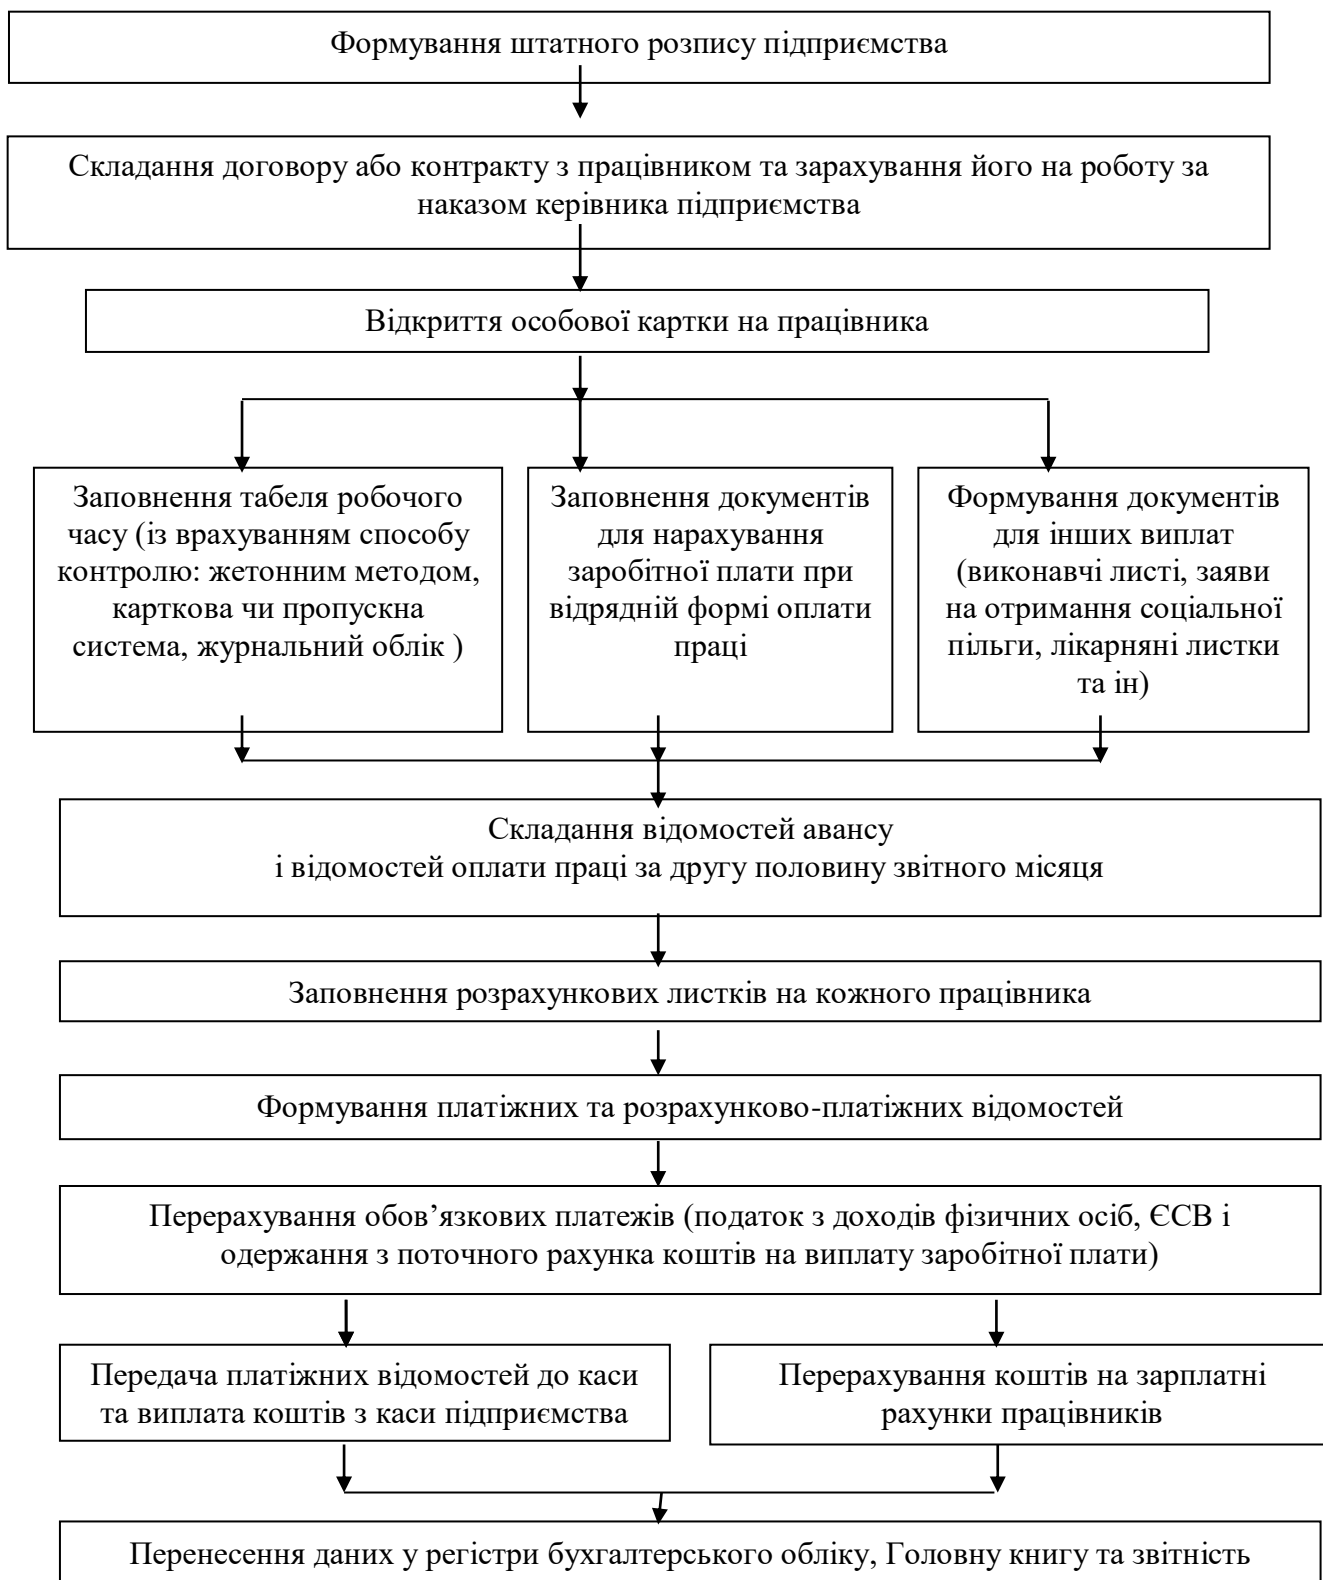 Формування штатного розпису підприємства
Складання договору або контракту з працівником та зарахування його на роботу за
наказом керівника підприємства
Відкриття особової картки на працівника
Заповнення табеля робочого
часу (із врахуванням способу
контролю: жетонним методом,
карткова чи пропускна
система, журнальний облік )
Заповнення документів
для нарахування
заробітної плати при
відрядній формі оплати
праці
Формування документів
для інших виплат
(виконавчі листі, заяви
на отримання соціальної
пільги, лікарняні листки
та ін)
Складання відомостей авансу
і відомостей оплати праці за другу половину звітного місяця
Заповнення розрахункових листків на кожного працівника
Формування платіжних та розрахунково-платіжних відомостей
Перерахування обов’язкових платежів (податок з доходів фізичних осіб, ЄСВ і
одержання з поточного рахунка коштів на виплату заробітної плати)
Передача платіжних відомостей до каси
та виплата коштів з каси підприємства
Перерахування коштів на зарплатні
рахунки працівників
Перенесення даних у регістри бухгалтерського обліку, Головну книгу та звітність